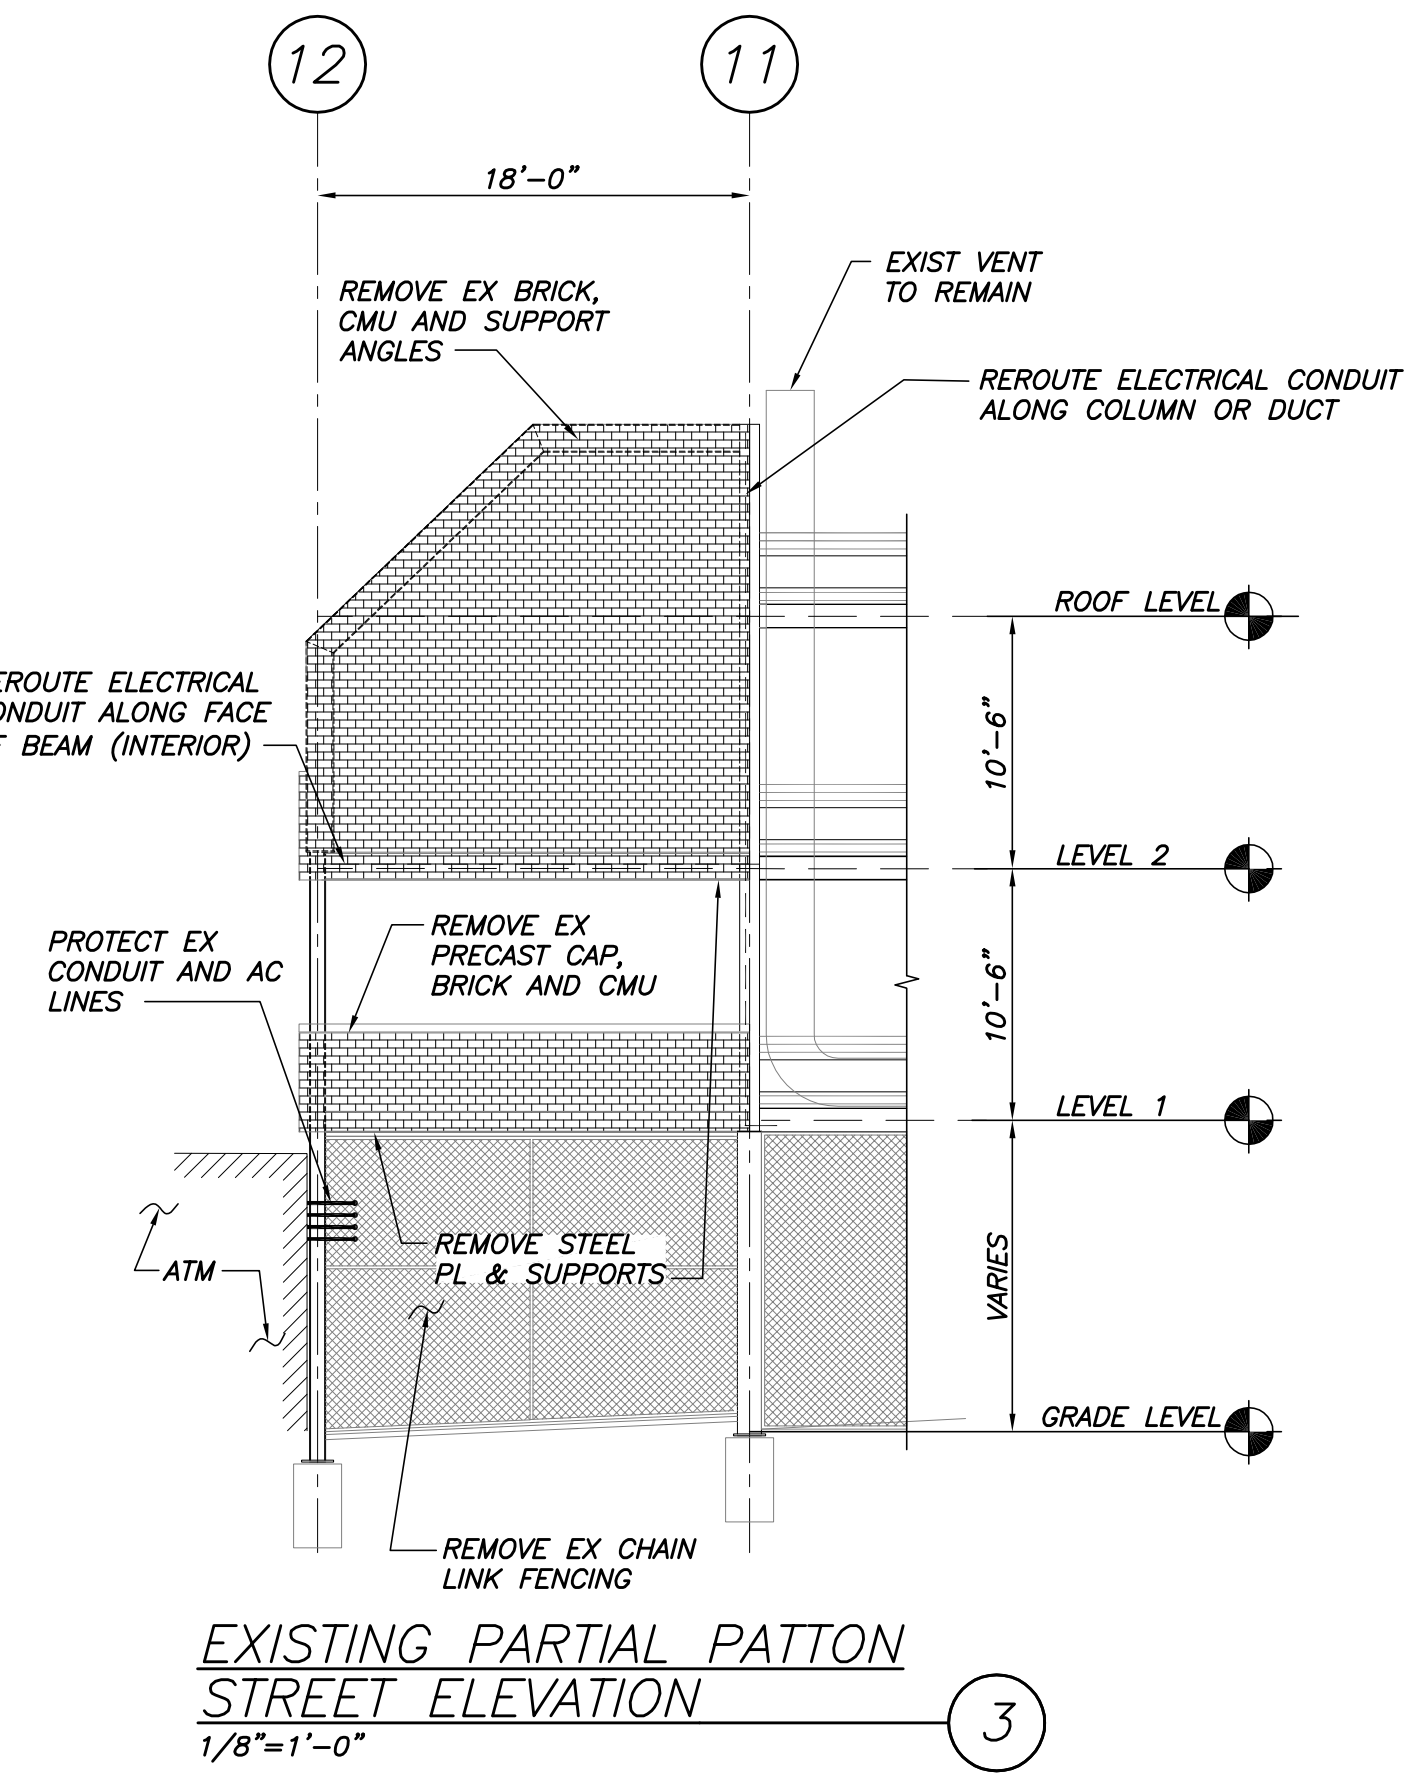 12
11
18'-0"
EXIST VENT
TO REMAIN
REMOVE EX BRICK,
CMU AND SUPPORT
ANGLES
REROUTE ELECTRICAL CONDUIT
ALONG COLUMN OR DUCT
ROOF LEVEL
EROUTE ELECTRICAL
ONDUIT ALONG FACE
F BEAM (INTERIOR)
10'-6"
LEVEL 2
REMOVE EX
PRECAST CAP,
BRICK AND CMU
PROTECT EX
CONDUIT AND AC
LINES
10'-6"
LEVEL 1
REMOVE STEEL
PL & SUPPORTS
ATM
VARIES
GRADE LEVEL
REMOVE EX CHAIN
LINK FENCING
EXISTING PARTIAL PATTON
STREET ELEVATION
3
1/8"=1'-0"